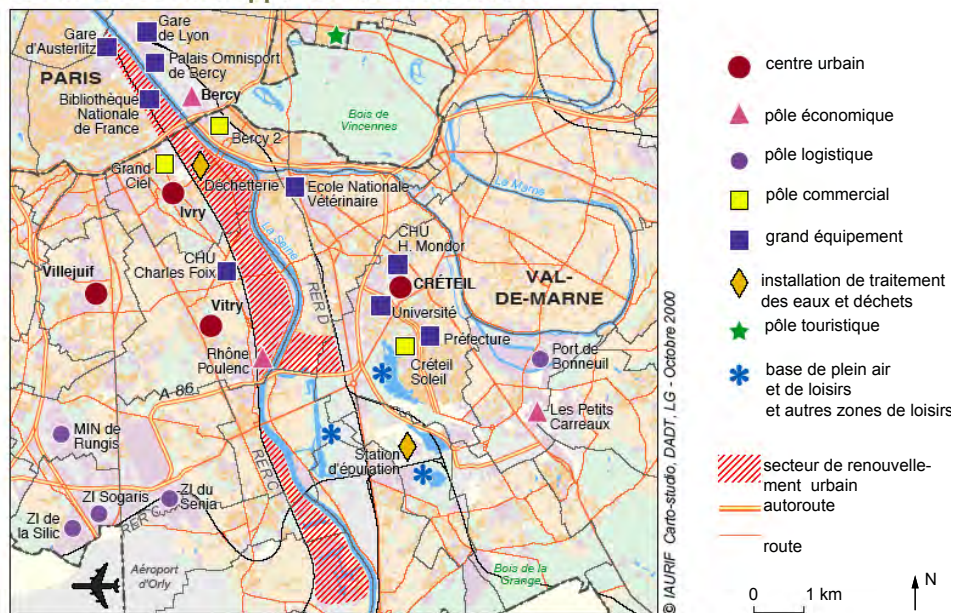 Gare
de Lyon
Gare
d'Austerlitz
Palais Omnisport
de Bercy
PARIS
Bercy
Bibliothèque
Nationale
de France
Bois de
Vincennes
Bercy 2
Grand
Ciel
Déchetterie
Ecole Nationale
Vétérinaire
La Marne
Ivry
La Seine
CHU
H. Mondor
CHU
Charles Foix
Villejuif
RER D
CRÉTEIL
VAL-
DE-MARNE
Vitry
Université
Préfecture
Rhône
Poulenc
Créteil
Soleil
Port de
Bonneuil
A 86
Les Petits
Carreaux
MIN de
Rungis
Station
d'épuration
RER C
ZI Sogaris
ZI du
Senia
ZI de
la Silic
RER C
Aéroport
d'Orly
Bois de la
Grange
© IAURIF Carto-studio, DADT, LG - Octobre 2000
centre urbain
pôle économique
pôle logistique
pôle commercial
grand équipement
installation de traitement
des eaux et déchets
pôle touristique
base de plein air
et de loisirs
et autres zones de loisirs
secteur de renouvelle-
ment urbain
autoroute
route
0 1 km
N